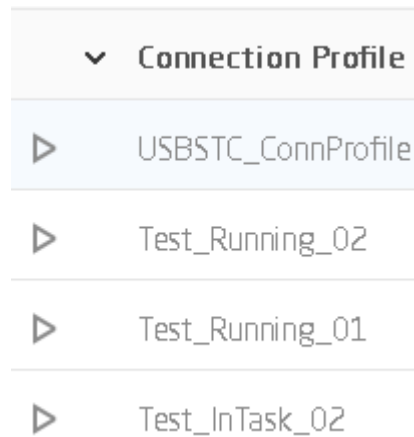 Connection Profile
USBSTC_ConnProfile
Test_Running_02
Test_Running_01
Test_InTask_02